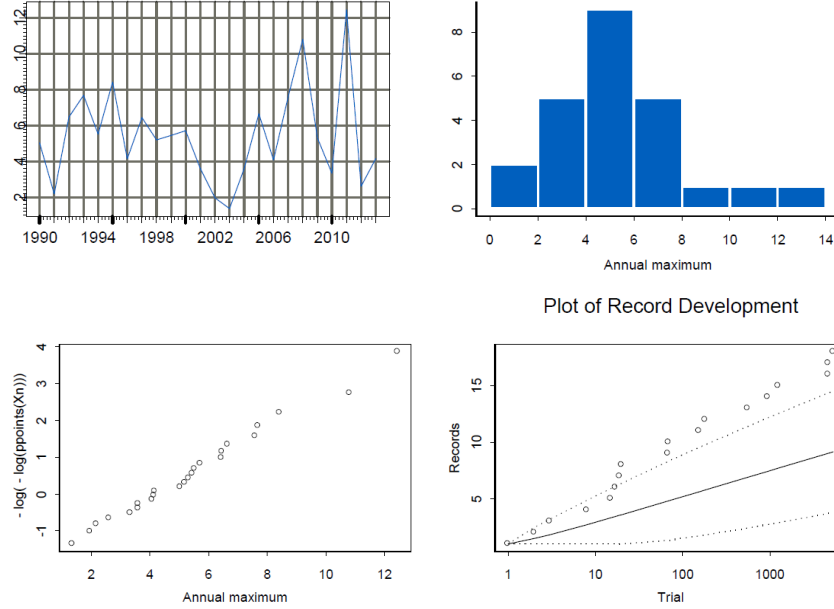 12
10
8
6
4
2
1990 1994 1998 2002 2006 2010
8
6
4
2
0
0 2 4 6 8 10 12 14
Annual maximum
4
3
1
0
-1
- log( - log(ppoints(Xn)))
2 4 6 8 10 12
Annual maximum
Plot of Record Development
15
10
5
Records
1 10 100 1000
Trial